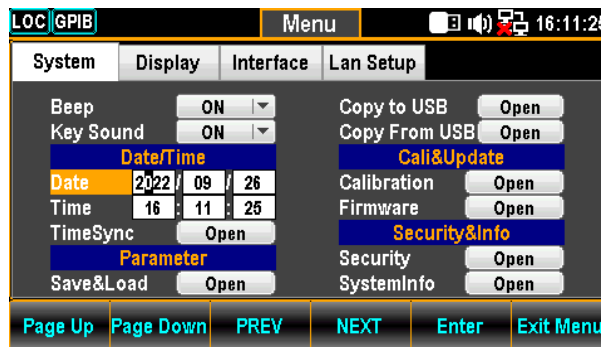 LOC GPIB Menu 16:11:2
System Display Interface Lan Setup
Beep ON
Key Sound ON
Date/Time
Date 2022 / 09 / 26
Time 16 : 11 : 25
TimeSync Open
Parameter
Save&Load Open
Copy to USB Open
Copy From USB Open
Cali&Update
Calibration Open
Firmware Open
Security&Info
Security Open
SystemInfo Open
Page Up Page Down PREV NEXT Enter Exit Menu